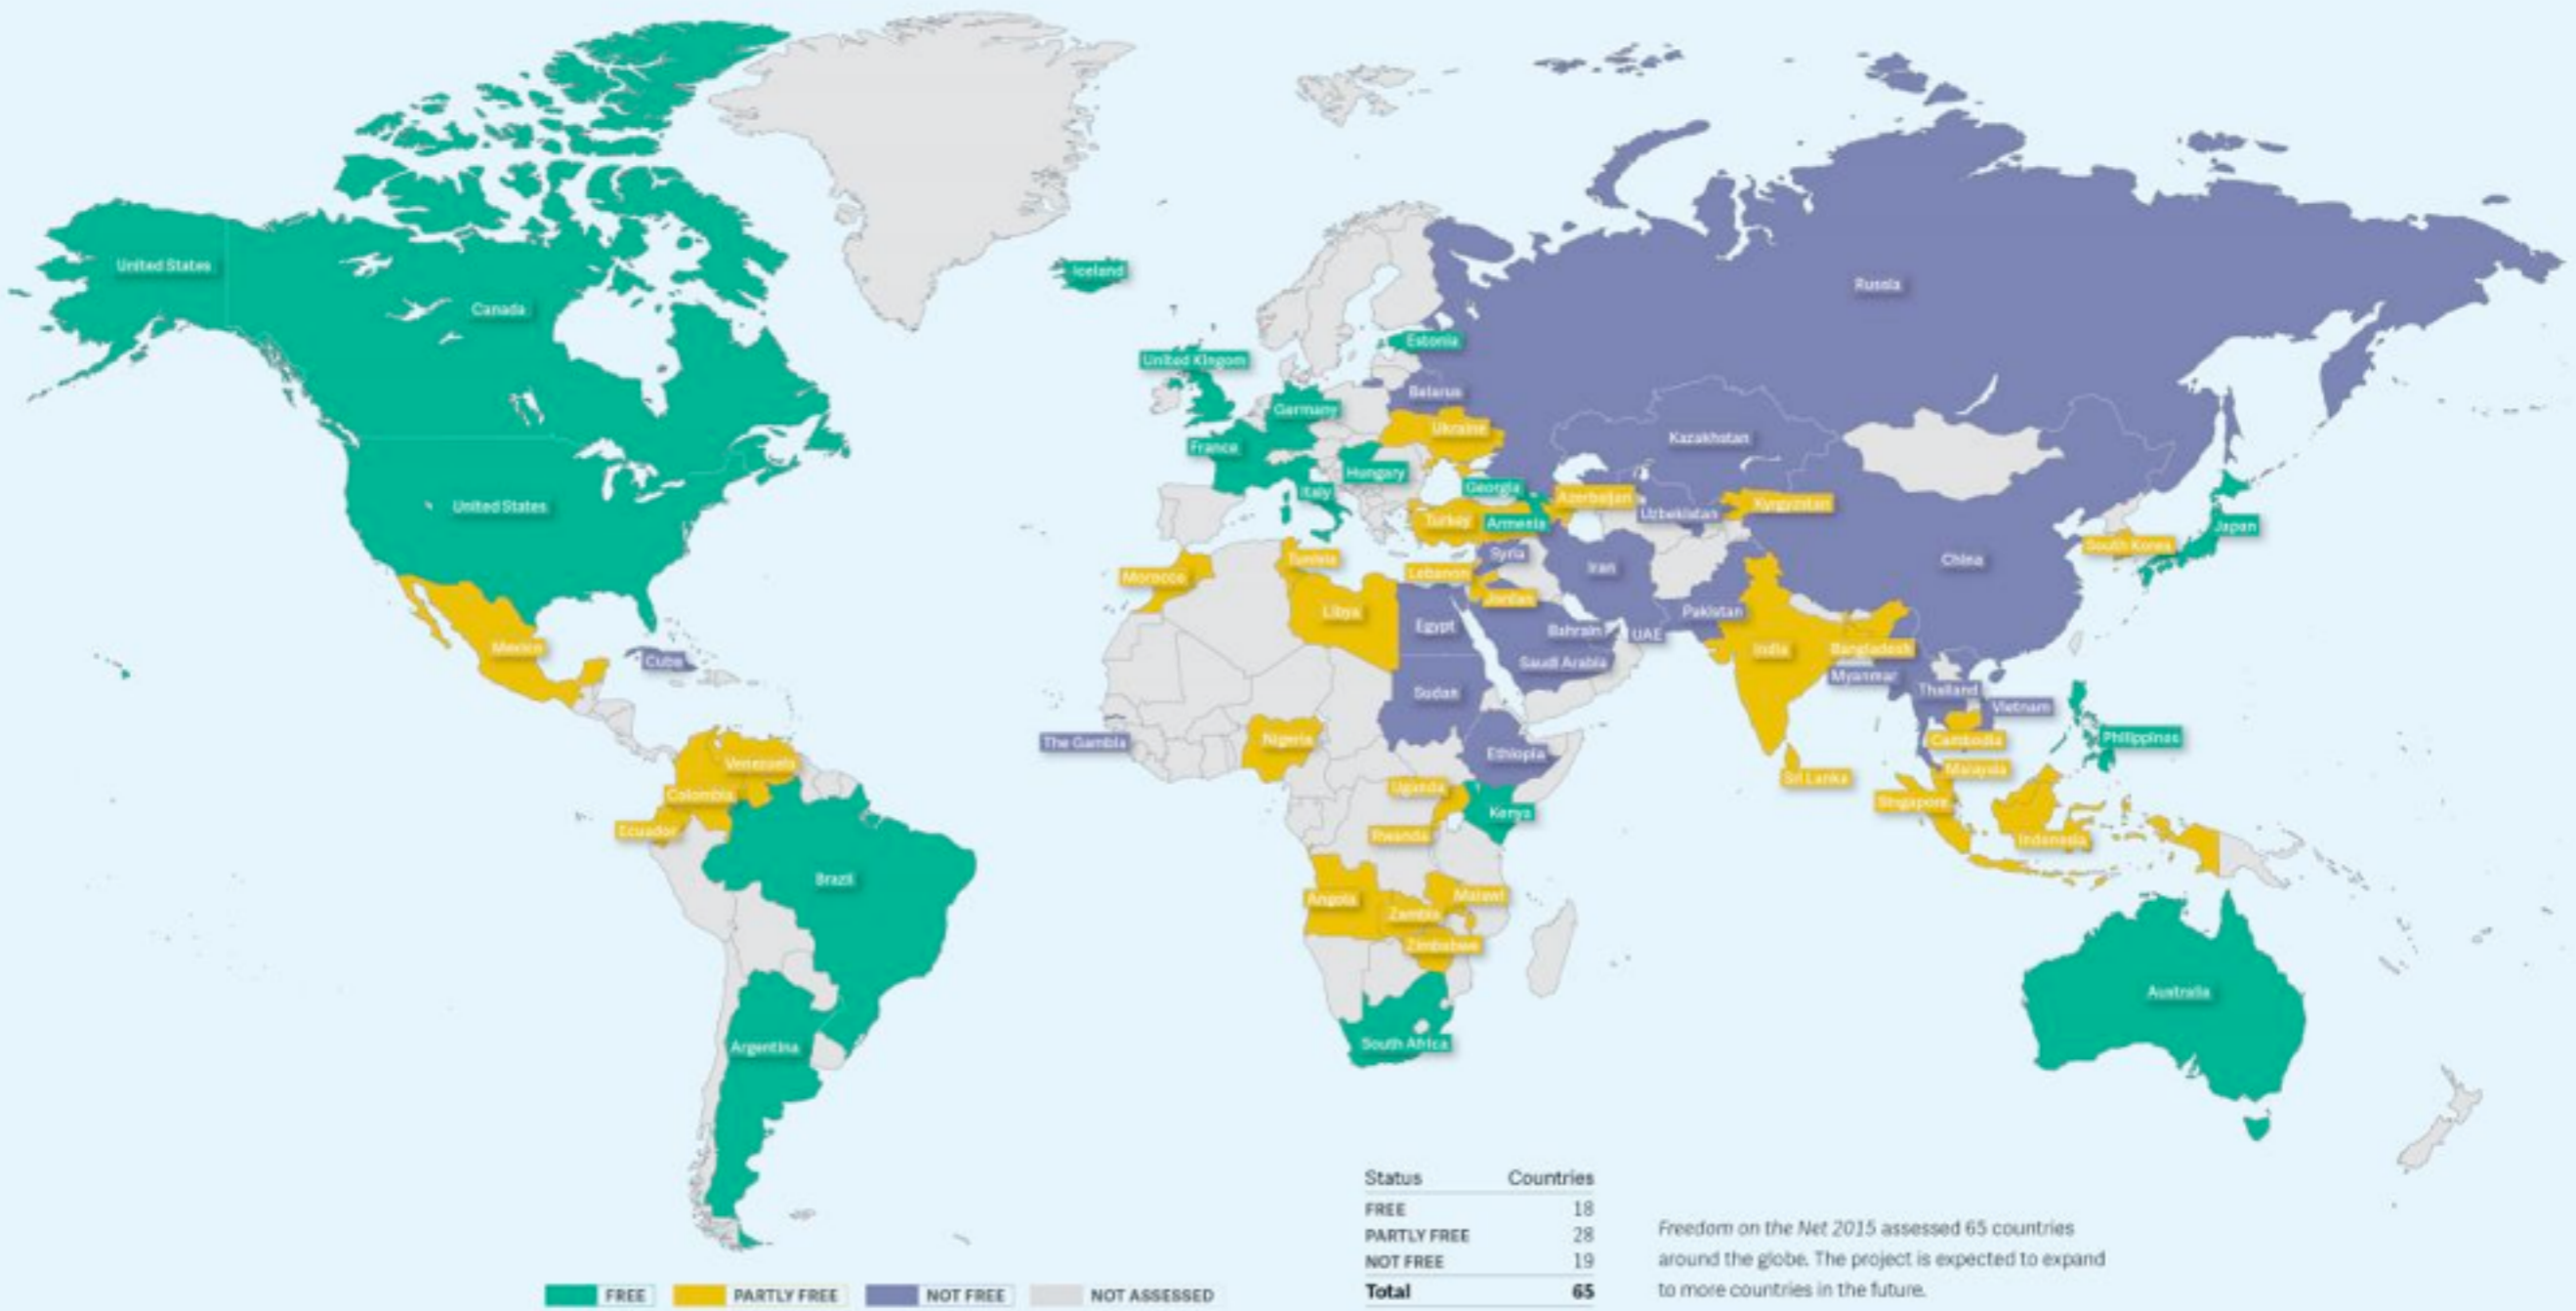 United States
Canada
United States
Mexico
Cuba
Venezuela
Colombia
Ecuador
Brazil
Argentina
Iceland
United Kingom
Estonia
Belarus
Germany
Ukraine
France
Hungary
Italy
Georgia
Azerbaijan
Turkey
Armenia
Uzbekistan
Kyrgyzstan
Kazakhstan
Russia
China
Japan
South Korea
Syria
Iran
Lebanon
Jordan
Morocco
Tunisia
Libya
Egypt
Bahrain
UAE
Saudi Arabia
Pakistan
India
Bangladesh
Myanmar
Thailand
Vietnam
Cambodia
Malaysia
Singapore
Indonesia
Philippines
Sri Lanka
Sudan
Ethiopia
The Gambia
Nigeria
Uganda
Kenya
Rwanda
Angola
Zambia
Malawi
Zimbabwe
South Africa
Australia
Status Countries
FREE 18
PARTLY FREE 28
NOT FREE 19
Total 65
Freedom on the Net 2015 assessed 65 countries
around the globe. The project is expected to expand
to more countries in the future.
FREE PARTLY FREE NOT FREE NOT ASSESSED